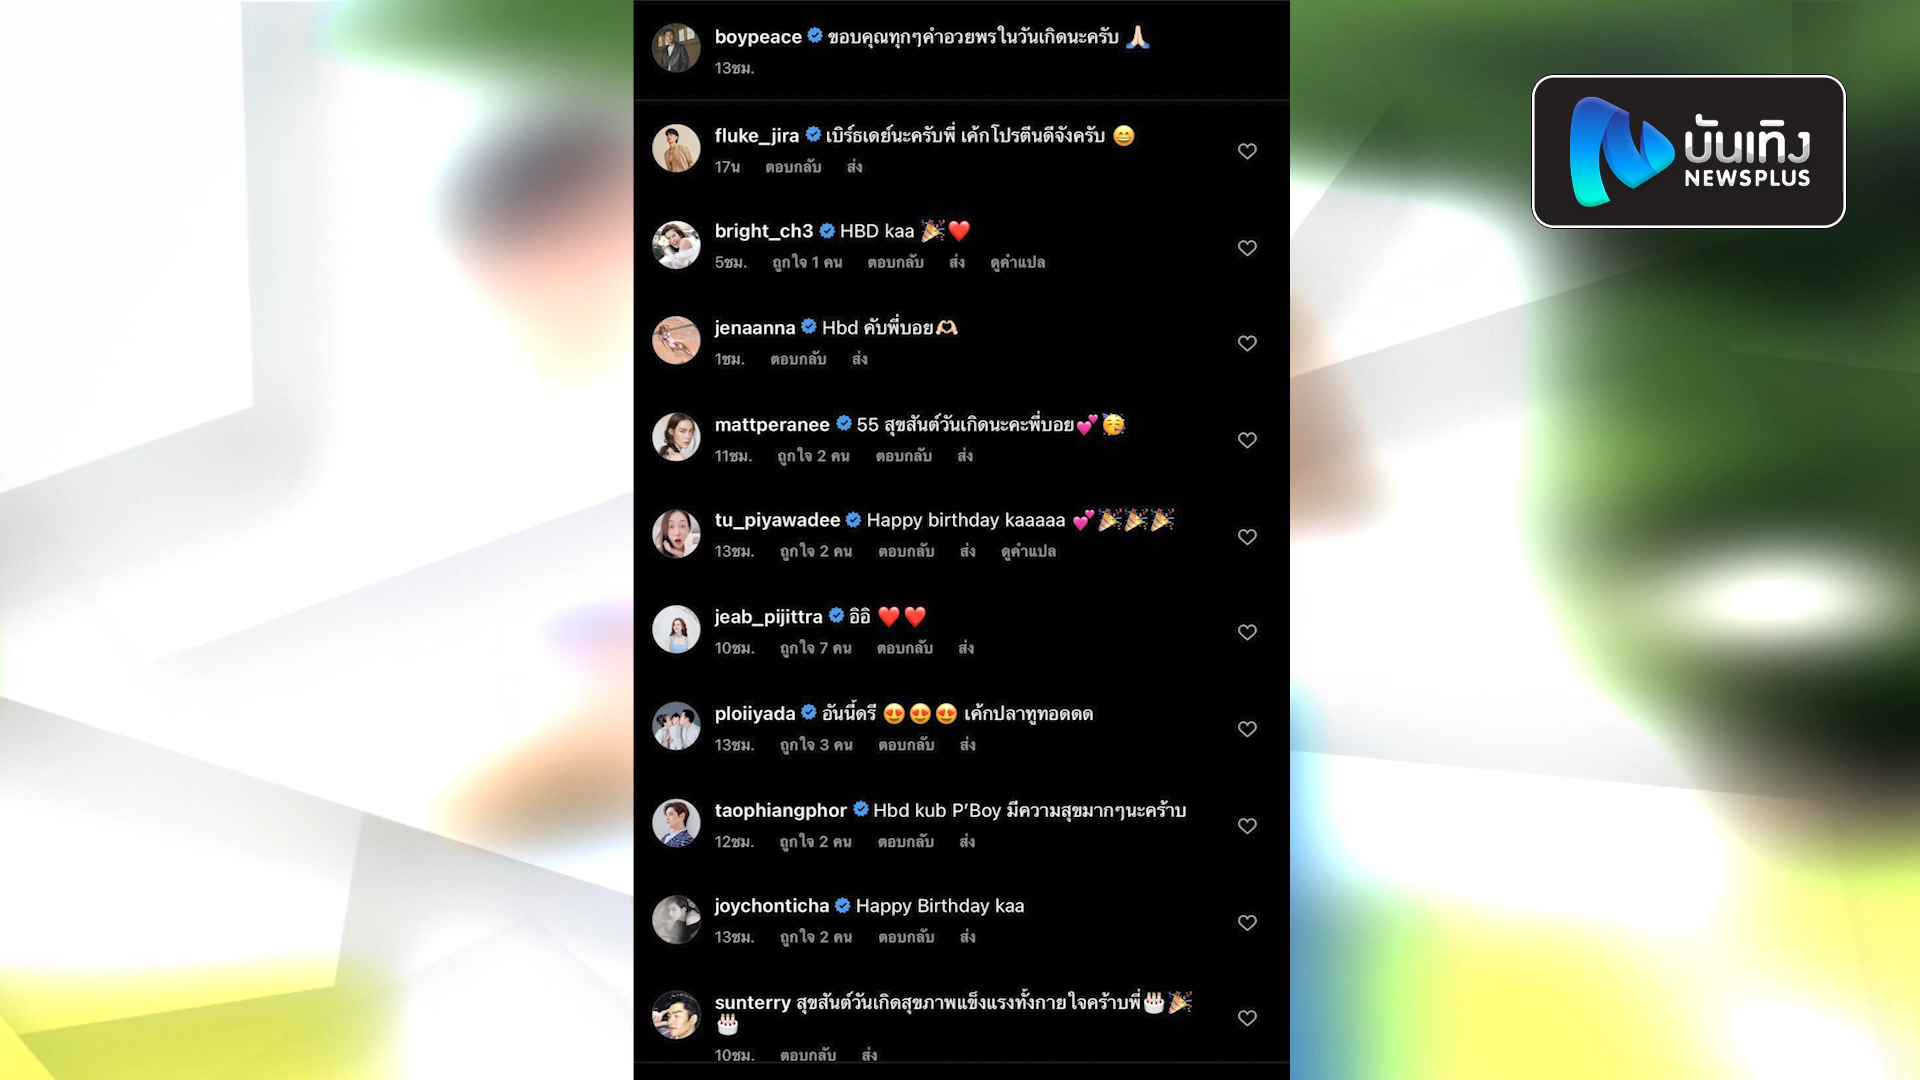 boypeace ขอบคุณทุกๆคำอวยพรในวันเกิดนะครับ 🙏🏻
13ชม.
บันเทิง
NEWSPLUS
fluke_jira เบิร์ธเดย์นะครับพี่ เค้กโปรตีนดีจังครับ 😄
17น ตอบกลับ ส่ง
bright_ch3 HBD kaa 🎉❤️
5ชม. ถูกใจ 1 คน ตอบกลับ ส่ง ดูคำแปล
jenaanna Hbd คับพี่บอย🫶🏻
1ชม. ตอบกลับ ส่ง
mattperanee 55 สุขสันต์วันเกิดนะคะพี่บอย💕🥳
11ชม. ถูกใจ 2 คน ตอบกลับ ส่ง
tu_piyawadee Happy birthday kaaaaa 💕🎉🎉🎉
13ชม. ถูกใจ 2 คน ตอบกลับ ส่ง ดูคำแปล
jeab_pijittra อิอิ ❤️❤️
10ชม. ถูกใจ 7 คน ตอบกลับ ส่ง
ploiiyada อันนี้ดรี 😍😍😍 เค้กปลาทูทอดดด
13ชม. ถูกใจ 3 คน ตอบกลับ ส่ง
taophiangphor Hbd kub P’Boy มีความสุขมากๆนะคร้าบ
12ชม. ถูกใจ 2 คน ตอบกลับ ส่ง
joychonticha Happy Birthday kaa
13ชม. ถูกใจ 2 คน ตอบกลับ ส่ง
sunterry สุขสันต์วันเกิดสุขภาพแข็งแรงทั้งกายใจคร้าบพี่🎂🎉
🎂
10ชม. ตอบกลับ ส่ง